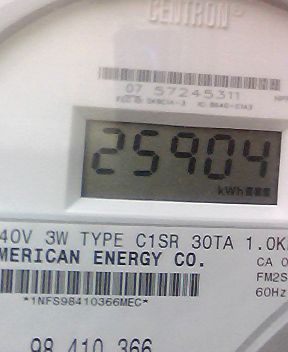 CENTRON
07 57245311
25904
kWh
40V 3W TYPE C1SR 30TA 1.0K
MERICAN ENERGY CO.
CA 0
FM2S
60Hz
*1NFS98410366MEC*
98 410 366